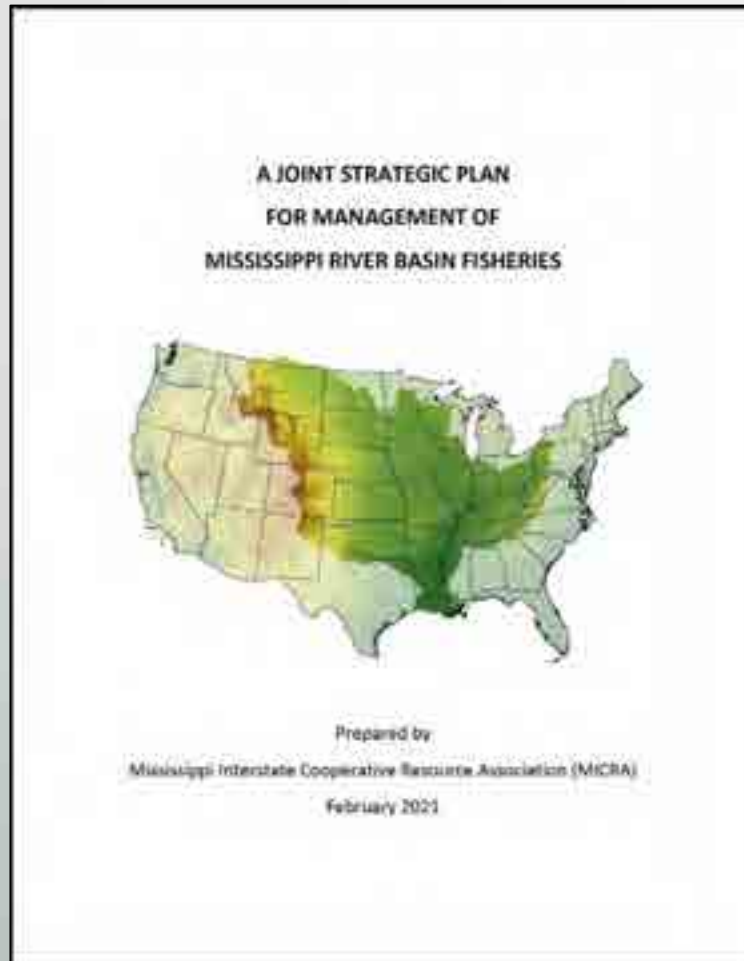 A JOINT STRATEGIC PLAN
FOR MANAGEMENT OF
MISSISSIPPI RIVER BASIN FISHERIES
Prepared by
Mississippi Interstate Cooperative Resource Association (MICRA)
February 2021